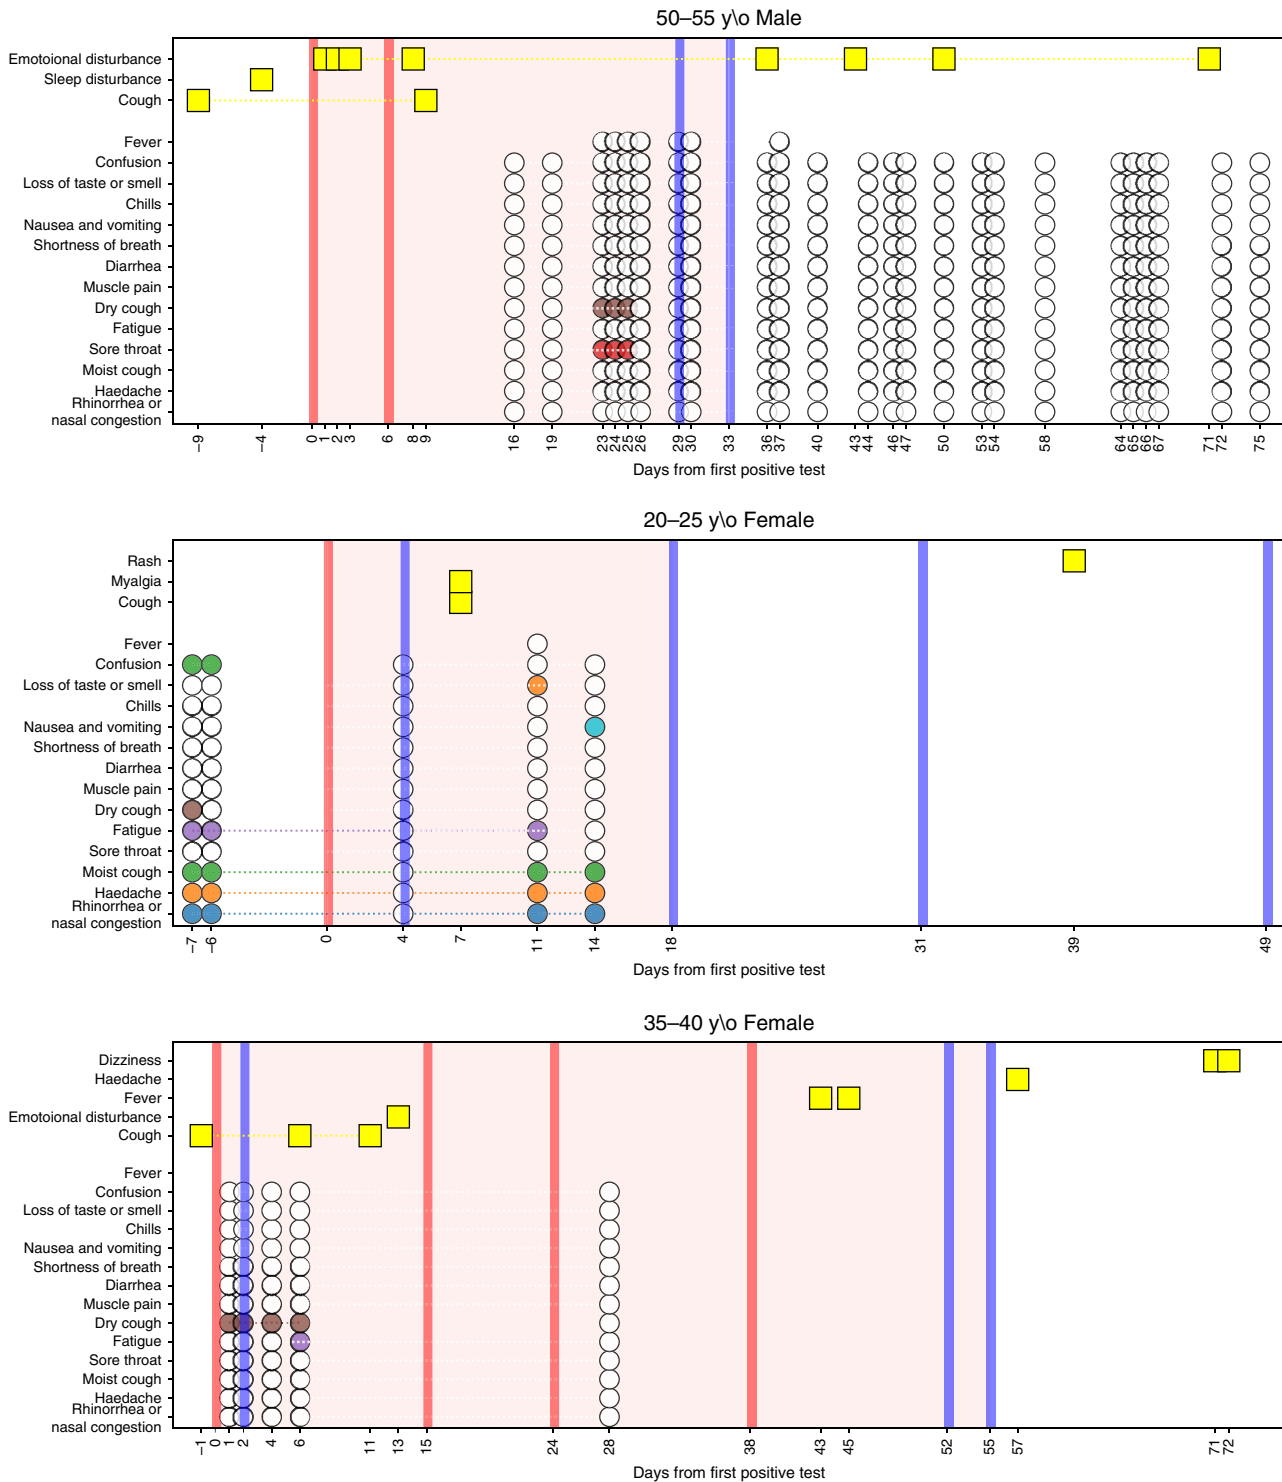 50–55 y\o Male
Emotoional disturbance
Sleep disturbance
Cough
Fever
Confusion
Loss of taste or smell
Chills
Nausea and vomiting
Shortness of breath
Diarrhea
Muscle pain
Dry cough
Fatigue
Sore throat
Moist cough
Haedache
Rhinorrhea or
nasal congestion
–9 –4 0 1 2 3 6 8 9 16 19 23 24 25 26 29 30 33 36 37 40 43 44 46 47 50 53 54 58 64 65 66 67 71 72 75
Days from first positive test
20–25 y\o Female
Rash
Myalgia
Cough
Fever
Confusion
Loss of taste or smell
Chills
Nausea and vomiting
Shortness of breath
Diarrhea
Muscle pain
Dry cough
Fatigue
Sore throat
Moist cough
Haedache
Rhinorrhea or
nasal congestion
–7 –6 0 4 7 11 14 18 31 39 49
Days from first positive test
35–40 y\o Female
Dizziness
Haedache
Fever
Emotoional disturbance
Cough
Fever
Confusion
Loss of taste or smell
Chills
Nausea and vomiting
Shortness of breath
Diarrhea
Muscle pain
Dry cough
Fatigue
Sore throat
Moist cough
Haedache
Rhinorrhea or
nasal congestion
–1 0 1 2 4 6 11 13 15 24 28 38 43 45 52 55 57 71 72
Days from first positive test